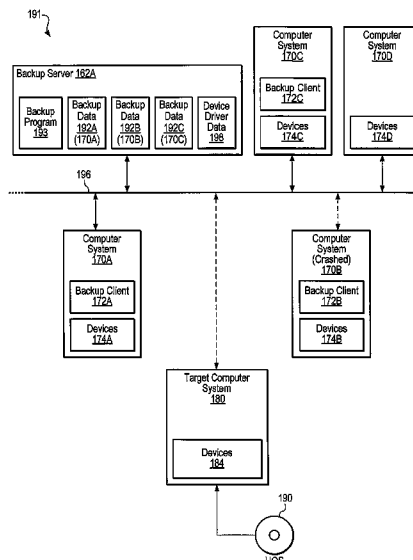 191
Backup Server 162A
Backup Program 193
Backup Data 192A (170A)
Backup Data 192B (170B)
Backup Data 192C (170C)
Device Driver Data 198
Computer System 170C
Backup Client 172C
Devices 174C
Computer System 170D
Devices 174D
196
Computer System 170A
Backup Client 172A
Devices 174A
Computer System (Crashed) 170B
Backup Client 172B
Devices 174B
Target Computer System 180
Devices 184
190